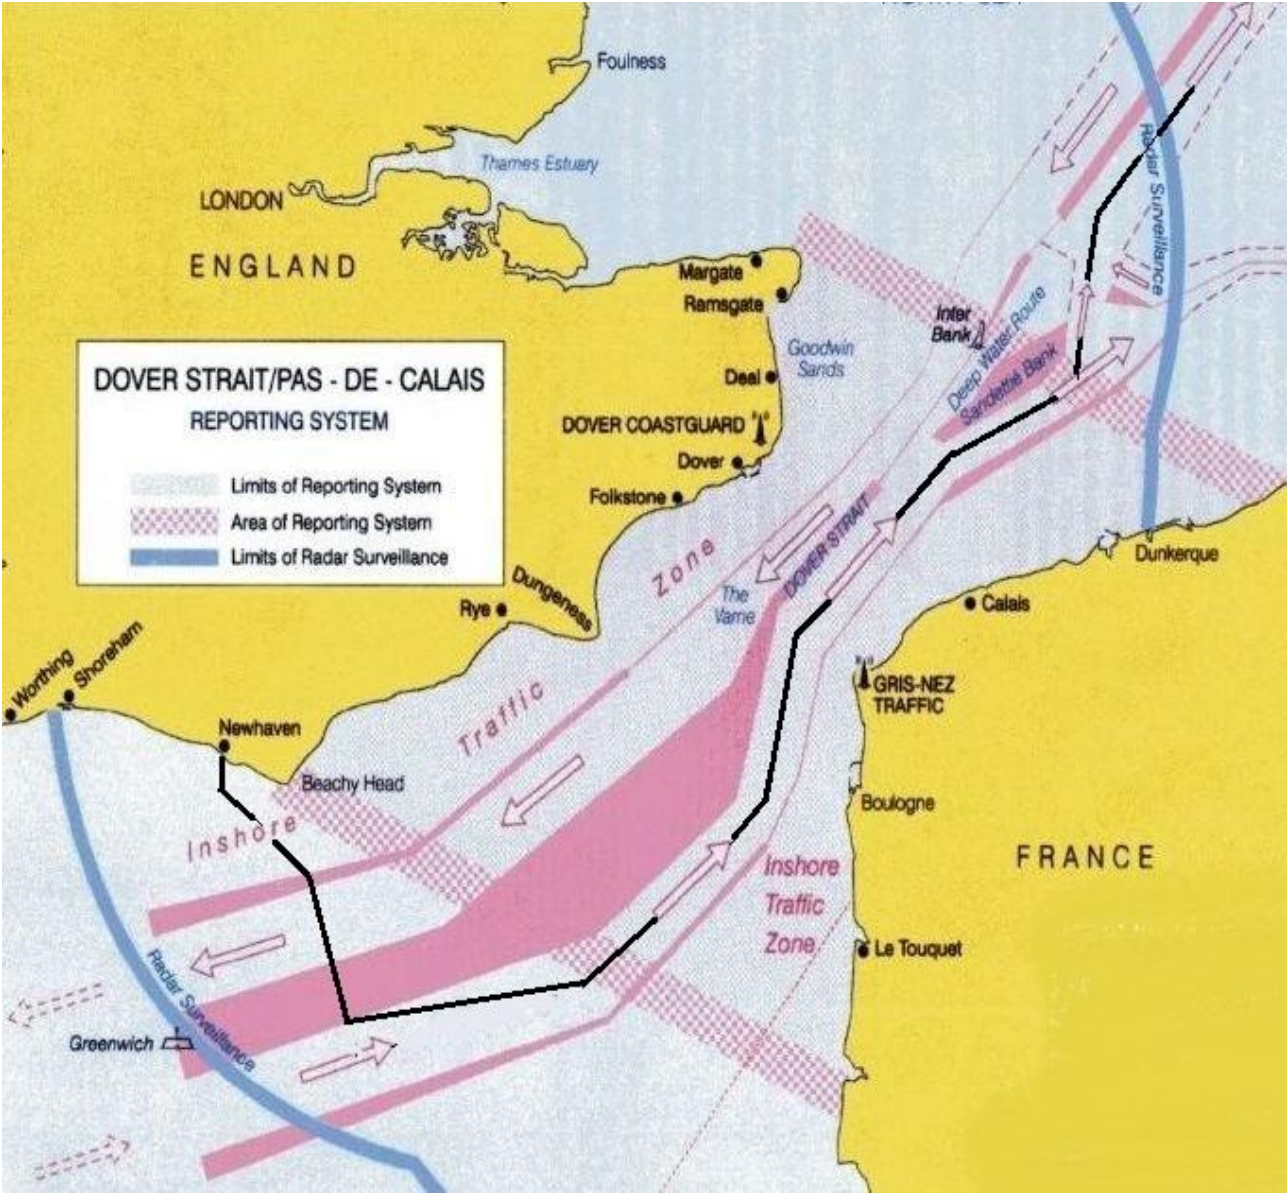 NORTH SEA
Foulness
Thames Estuary
LONDON
ENGLAND
Margate
Ramsgate
Goodwin
Sands
Deal
DOVER COASTGUARD
Dover
Folkstone
Inter
Bank
Deep Water Route
Sandettié Bank
Radar Surveillance
DOVER STRAIT/PAS - DE - CALAIS
REPORTING SYSTEM
Limits of Reporting System
Area of Reporting System
Limits of Radar Surveillance
DOVER STRAIT
Zone
The
Varne
Dungeness
Rye
Dunkerque
Calais
GRIS-NEZ
TRAFFIC
Worthing
Shoreham
Newhaven
Traffic
Beachy Head
Inshore
Boulogne
FRANCE
Inshore
Traffic
Zone
Le Touquet
Radar Surveillance
Greenwich